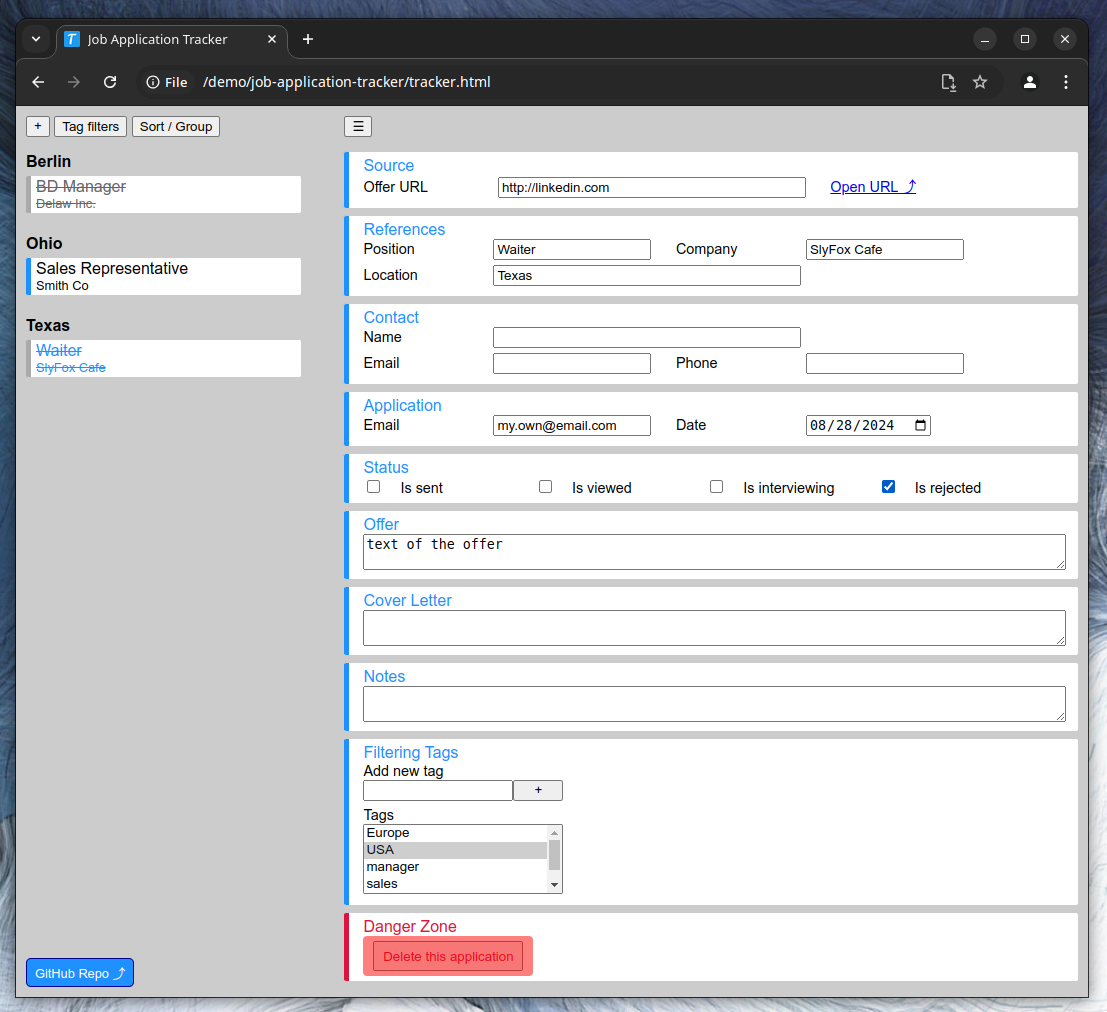 Job Application Tracker
File /demo/job-application-tracker/tracker.html
+ Tag filters Sort / Group
Berlin
BD Manager
Delaw Inc.
Ohio
Sales Representative
Smith Co
Texas
Waiter
SlyFox Cafe
GitHub Repo ⤴
☰
Source
Offer URL http://linkedin.com Open URL ⤴
References
Position Waiter Company SlyFox Cafe
Location Texas
Contact
Name
Email Phone
Application
Email my.own@email.com Date 08/28/2024
Status
Is sent Is viewed Is interviewing Is rejected
Offer
text of the offer
Cover Letter
Notes
Filtering Tags
Add new tag
+
Tags
Europe
USA
manager
sales
Danger Zone
Delete this application